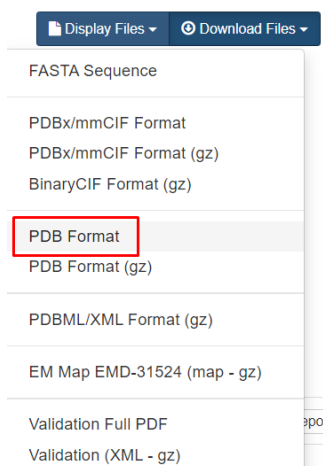 Display Files Download Files
FASTA Sequence
PDBx/mmCIF Format
PDBx/mmCIF Format (gz)
BinaryCIF Format (gz)
PDB Format
PDB Format (gz)
PDBML/XML Format (gz)
EM Map EMD-31524 (map - gz)
Validation Full PDF
Validation (XML - gz)